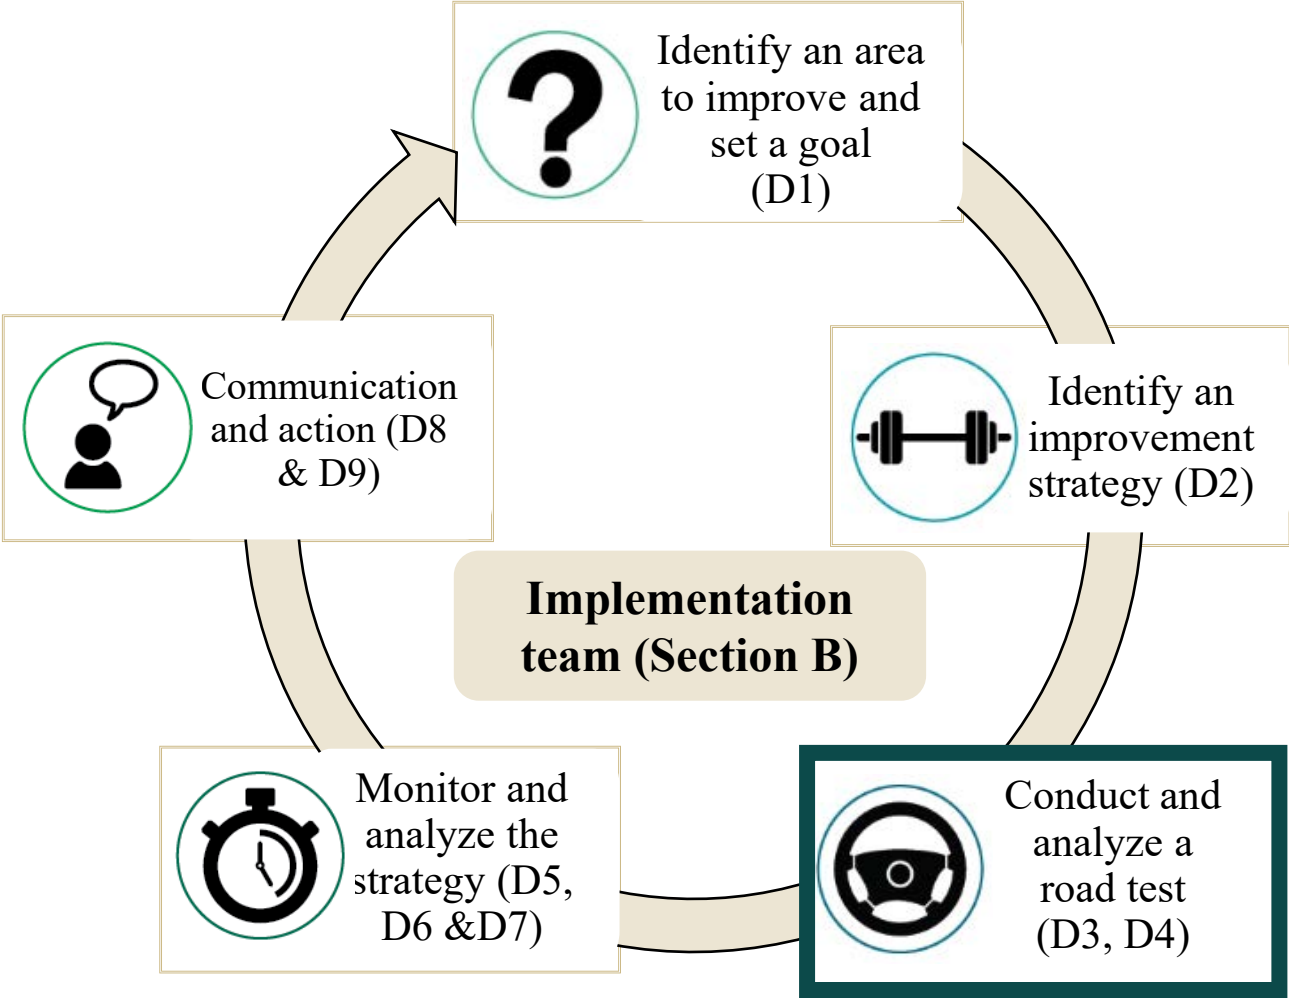 Identify an area
to improve and
set a goal
(D1)
Identify an
improvement
strategy (D2)
Conduct and
analyze a
road test
(D3, D4)
Monitor and
analyze the
strategy (D5,
D6 &D7)
Communication
and action (D8
& D9)
Implementation
team (Section B)